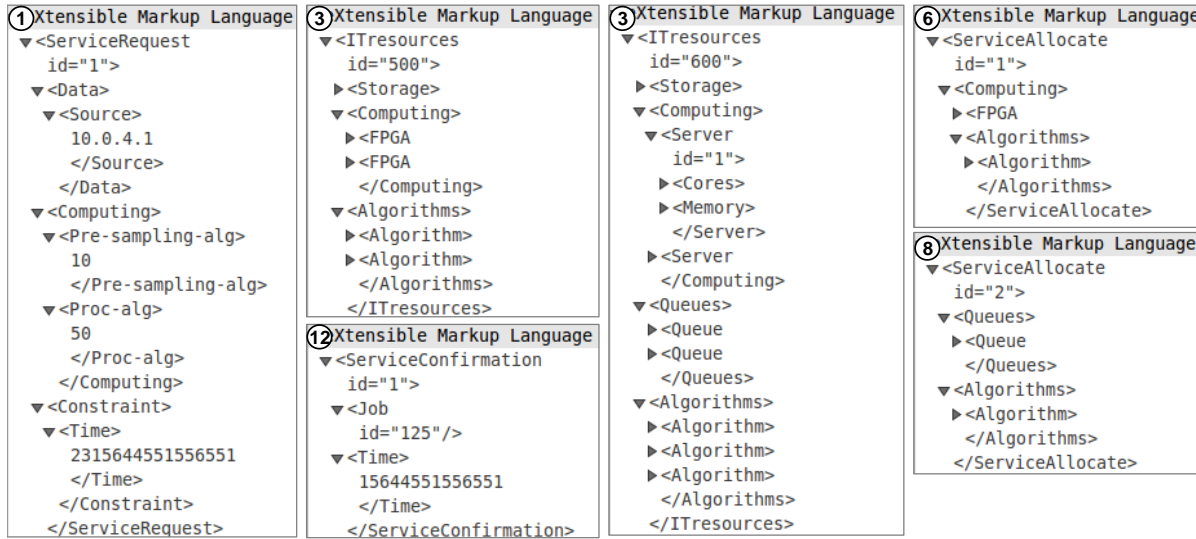 1 Xtensible Markup Language
<ServiceRequest
id="1">
<Data>
<Source>
10.0.4.1
</Source>
</Data>
<Computing>
<Pre-sampling-alg>
10
</Pre-sampling-alg>
<Proc-alg>
50
</Proc-alg>
</Computing>
<Constraint>
<Time>
2315644551556551
</Time>
</Constraint>
</ServiceRequest>
3 Xtensible Markup Language
<ITresources
id="500">
<Storage>
<Computing>
<FPGA
<FPGA
</Computing>
<Algorithms>
<Algorithm>
<Algorithm>
</Algorithms>
</ITresources>
12 Xtensible Markup Language
<ServiceConfirmation
id="1">
<Job
id="125"/>
<Time>
15644551556551
</Time>
</ServiceConfirmation>
3 Xtensible Markup Language
<ITresources
id="600">
<Storage>
<Computing>
<Server
id="1">
<Cores>
<Memory>
</Server>
<Server
</Computing>
<Queues>
<Queue
<Queue
</Queues>
<Algorithms>
<Algorithm>
<Algorithm>
<Algorithm>
</Algorithms>
</ITresources>
6 Xtensible Markup Language
<ServiceAllocate
id="1">
<Computing>
<FPGA
<Algorithms>
<Algorithm>
</Algorithms>
</ServiceAllocate>
8 Xtensible Markup Language
<ServiceAllocate
id="2">
<Queues>
<Queue
</Queues>
<Algorithms>
<Algorithm>
</Algorithms>
</ServiceAllocate>